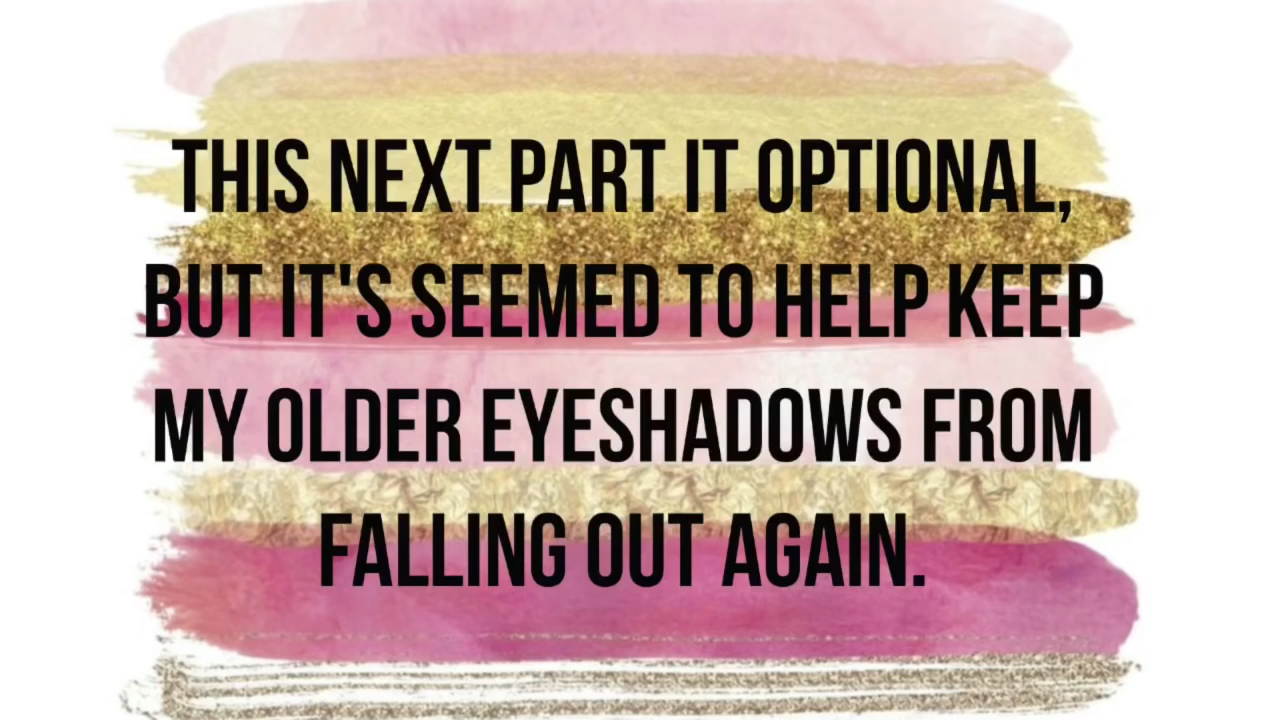 THIS NEXT PART IT OPTIONAL,
BUT IT'S SEEMED TO HELP KEEP
MY OLDER EYESHADOWS FROM
FALLING OUT AGAIN.